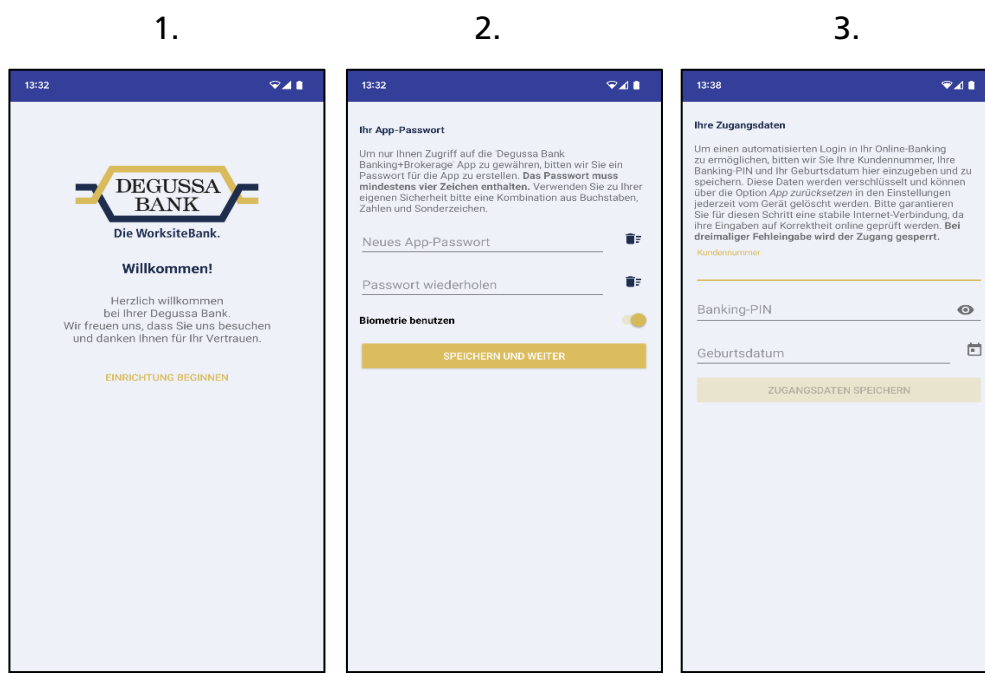 1.
2.
3.
13:32
DEGUSSA
BANK
Die WorksiteBank.
Willkommen!
Herzlich willkommen
bei Ihrer Degussa Bank.
Wir freuen uns, dass Sie uns besuchen
und danken Ihnen für Ihr Vertrauen.
EINRICHTUNG BEGINNEN
13:32
Ihr App-Passwort
Um nur Ihnen Zugriff auf die 'Degussa Bank
Banking+Brokerage' App zu gewähren, bitten wir Sie ein
Passwort für die App zu erstellen. Das Passwort muss
mindestens vier Zeichen enthalten. Verwenden Sie zu Ihrer
eigenen Sicherheit bitte eine Kombination aus Buchstaben,
Zahlen und Sonderzeichen.
Neues App-Passwort
Passwort wiederholen
Biometrie benutzen
SPEICHERN UND WEITER
13:38
Ihre Zugangsdaten
Um einen automatisierten Login in Ihr Online-Banking
zu ermöglichen, bitten wir Sie Ihre Kundennummer, Ihre
Banking-PIN und Ihr Geburtsdatum hier einzugeben und zu
speichern. Diese Daten werden verschlüsselt und können
über die Option App zurücksetzen in den Einstellungen
jederzeit vom Gerät gelöscht werden. Bitte garantieren
Sie für diesen Schritt eine stabile Internet-Verbindung, da
ihre Eingaben auf Korrektheit online geprüft werden. Bei
dreimaliger Fehleingabe wird der Zugang gesperrt.
Kundennummer
Banking-PIN
Geburtsdatum
ZUGANGSDATEN SPEICHERN